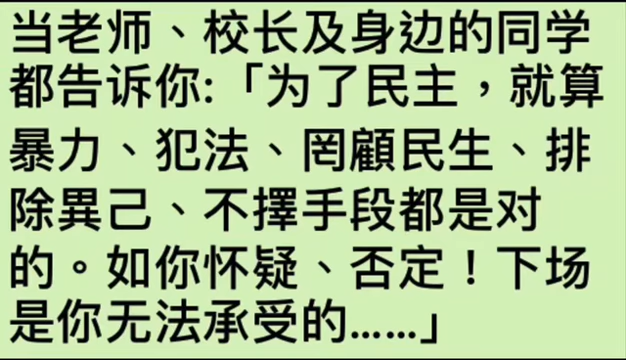 当老师、校长及身边的同学
都告诉你:「为了民主，就算
暴力、犯法、罔顧民生、排
除異己、不擇手段都是对
的。如你怀疑、否定！下场
是你无法承受的……」